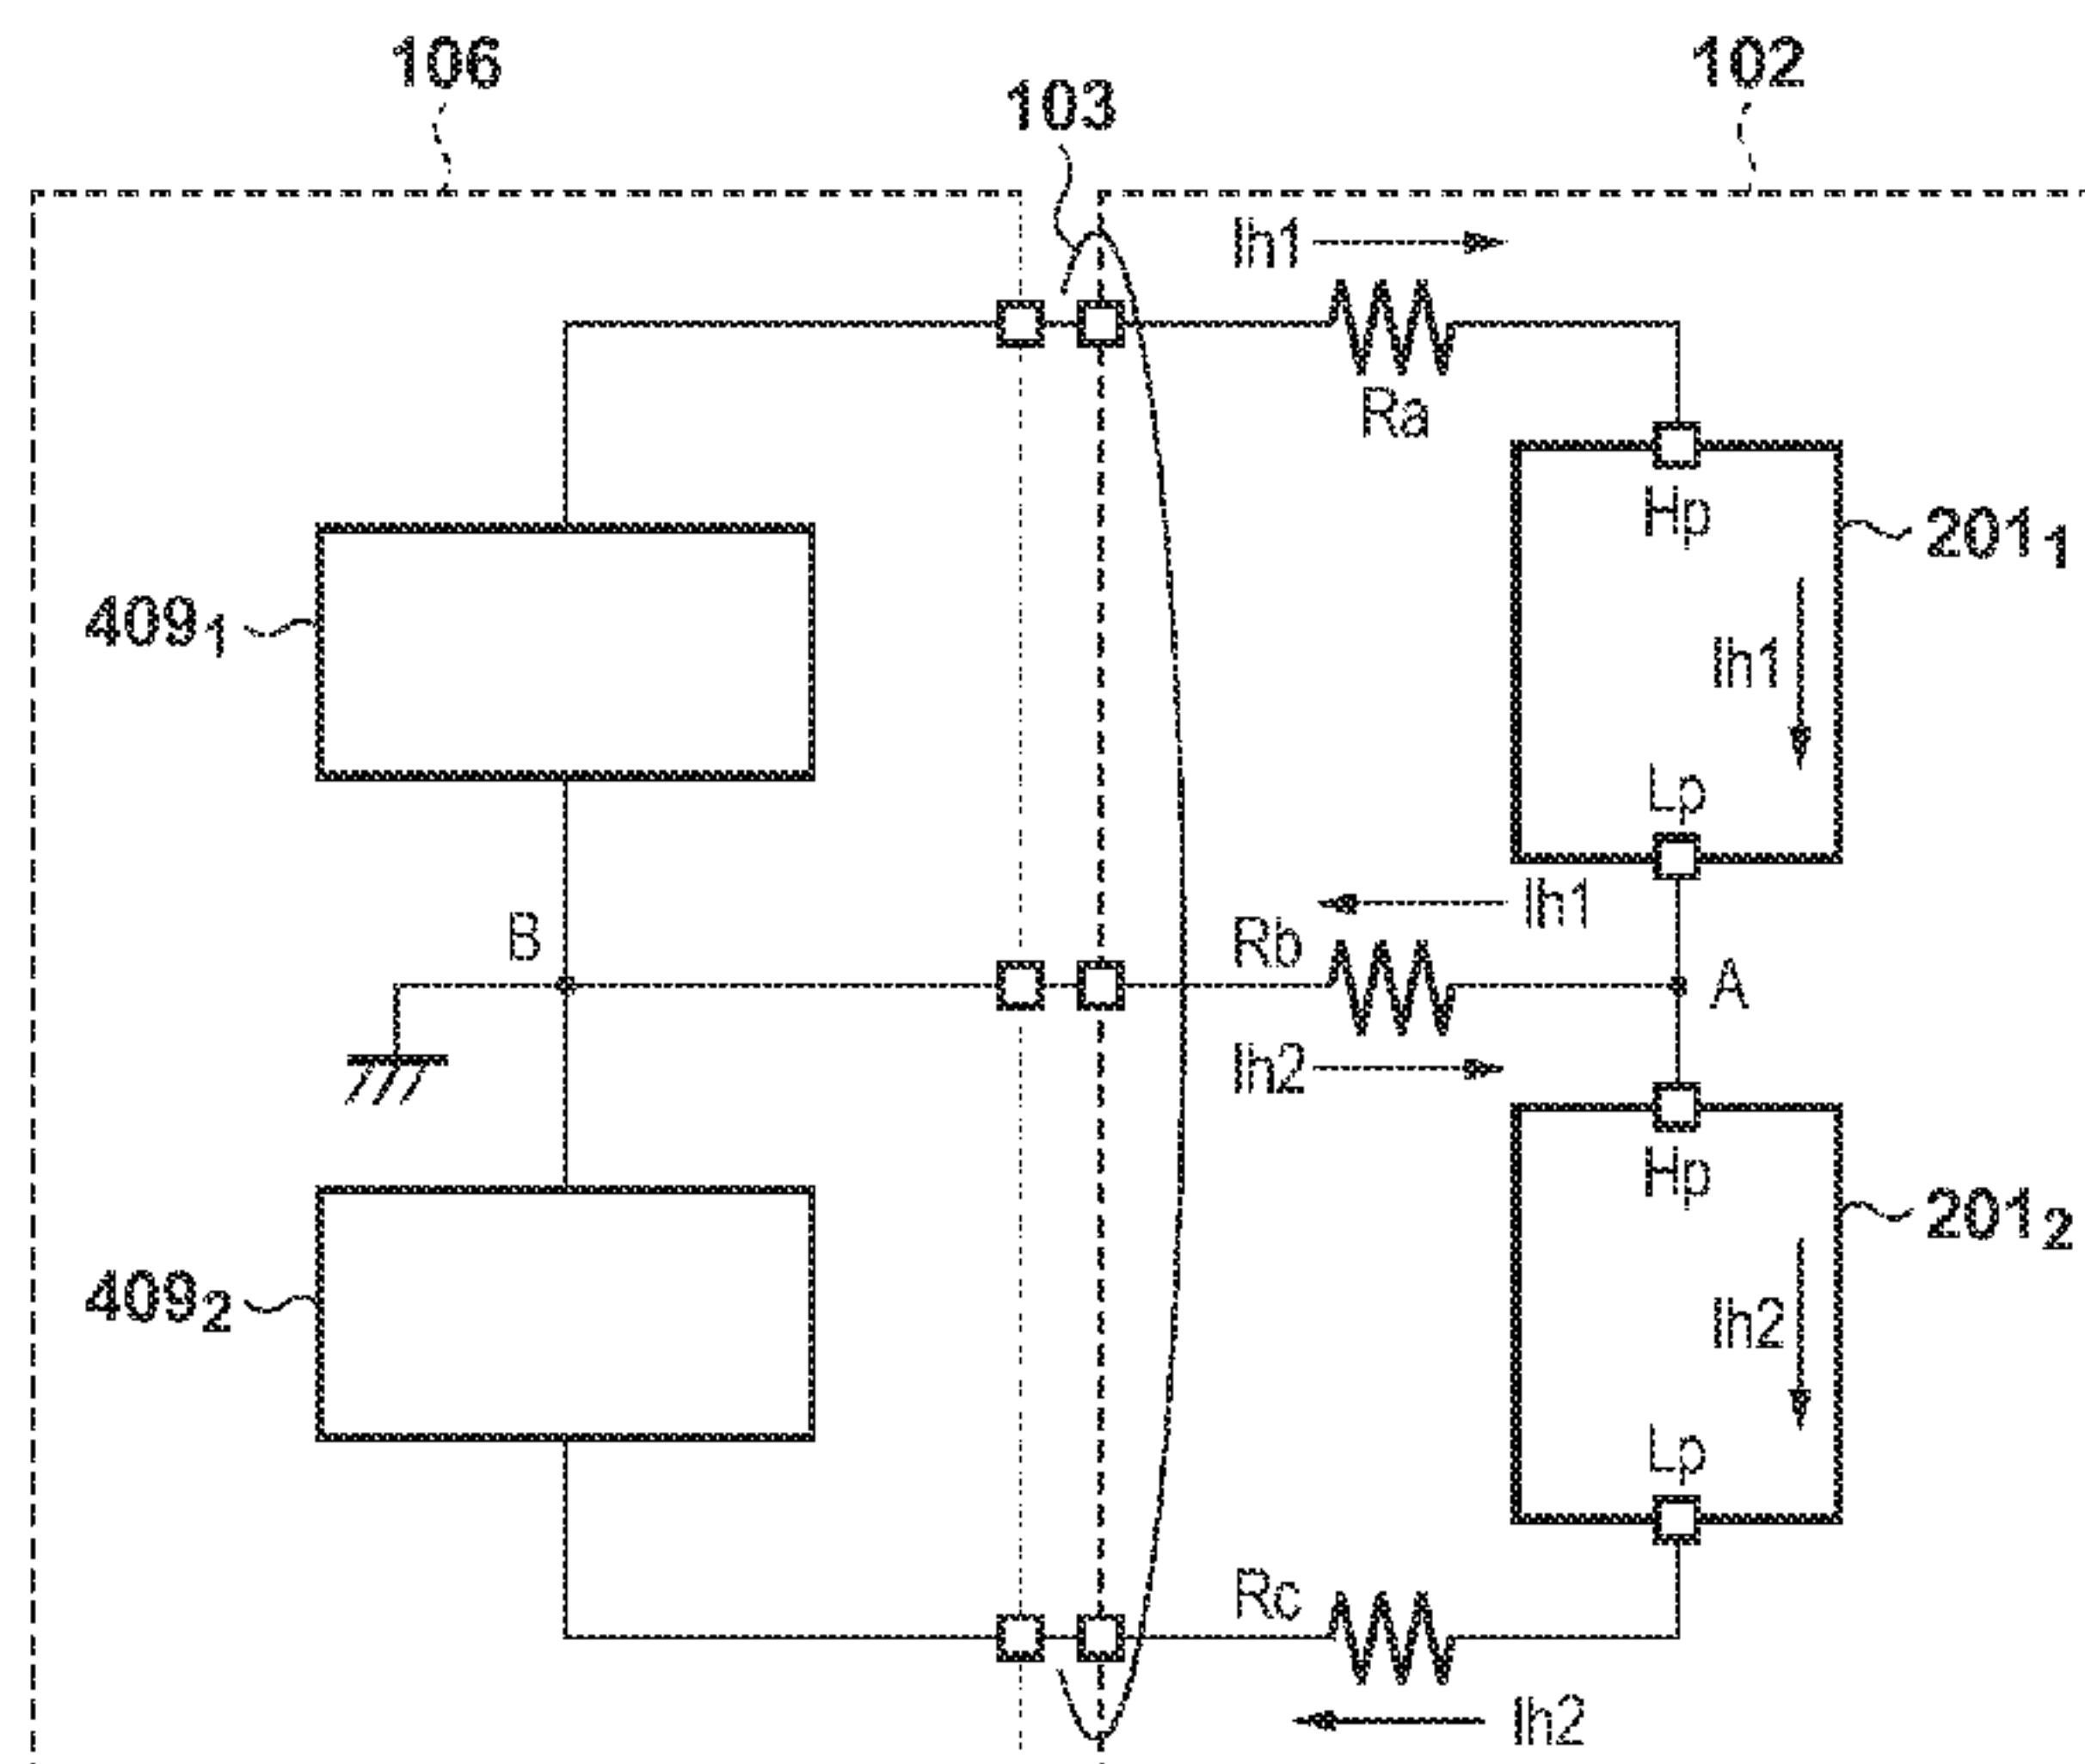 106
103
102
Ih1
Ra
Hp
201₁
409₁
Ih1
Lp
Ih1
B
Rb
A
Ih2
Hp
201₂
409₂
Ih2
Lp
Rc
Ih2